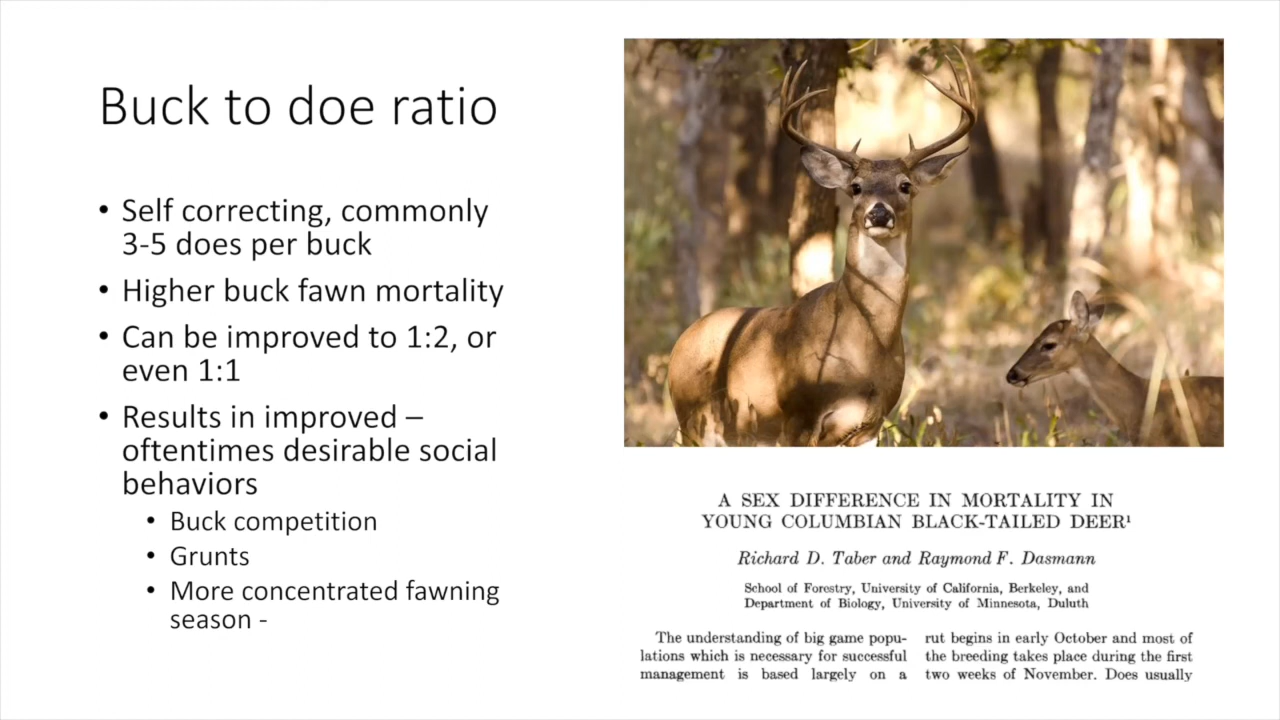 Buck to doe ratio
• Self correcting, commonly
3-5 does per buck
• Higher buck fawn mortality
• Can be improved to 1:2, or
even 1:1
• Results in improved –
oftentimes desirable social
behaviors
• Buck competition
• Grunts
• More concentrated fawning
season -
A SEX DIFFERENCE IN MORTALITY IN
YOUNG COLUMBIAN BLACK-TAILED DEER¹
Richard D. Taber and Raymond F. Dasmann
School of Forestry, University of California, Berkeley, and
Department of Biology, University of Minnesota, Duluth
The understanding of big game popu-
lations which is necessary for successful
management is based largely on a
rut begins in early October and most of
the breeding takes place during the first
two weeks of November. Does usually